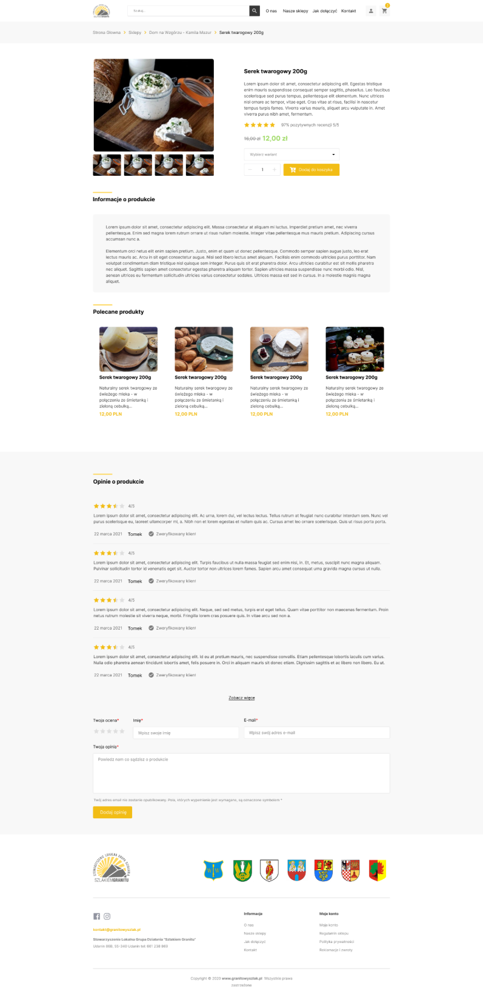 Szukaj...
O nas Nasze sklepy Jak dołączyć Kontakt
2
Strona Głowna > Sklepy > Dom na Wzgórzu - Kamila Mazur > Serek twarogowy 200g
Serek twarogowy 200g
Lorem ipsum dolor sit amet, consectetur adipiscing elit. Egestas tristique
enim mauris suspendisse consequat semper sagittis, phasellus. Leo faucibus
scelerisque sed purus tempus, pellentesque elit elementum. Nunc ultrices
nisl ornare ac tempor, vitae eget. Cras vitae at risus, facilisi in nascetur
tempus turpis fames. Viverra varius mauris, aliquet arcu vulputate in. Amet
viverra purus nibh amet, fermentum.
97% pozytywnych recenzji 5/5
16,00 zł 12,00 zł
Wybierz wariant
1
Dodaj do koszyka
Informacje o produkcie
Lorem ipsum dolor sit amet, consectetur adipiscing elit. Massa consectetur at aliquam mi luctus. Imperdiet pretium amet, nec viverra
pellentesque. Enim sed magna lorem rutrum ornare ut risus nullam molestie. Integer vitae pellentesque mus mauris pretium. Adipiscing cursus
accumsan nunc a.
Elementum orci netus elit enim sapien pretium. Justo, enim et quam ut donec pellentesque. Commodo semper sapien augue justo, leo erat
lectus mauris ac. Arcu in sit eget consectetur augue. Nisi sed libero lectus amet aliquam. Facilisis enim commodo ultricies purus porttitor. Nam
volutpat condimentum diam tristique nisl quisque sem integer. Purus quis sit erat pharetra dolor. Arcu ultricies curabitur est sit mollis pharetra
nec aliquet. Sagittis sapien amet consectetur egestas pharetra aliquam tortor. Sapien ultricies massa suspendisse nunc morbi odio. Nisl,
aenean ultrices eu fermentum sollicitudin ultricies varius consectetur sodales. Ultrices massa est sed in cursus. In a molestie magnis magna
aliquet.
Polecane produkty
Serek twarogowy 200g
Naturalny serek twarogowy ze
świeżego mleka - w
połączeniu ze śmietanką i
zieloną cebulką...
12,00 PLN
Serek twarogowy 200g
Naturalny serek twarogowy ze
świeżego mleka - w
połączeniu ze śmietanką i
zieloną cebulką...
12,00 PLN
Serek twarogowy 200g
Naturalny serek twarogowy ze
świeżego mleka - w
połączeniu ze śmietanką i
zieloną cebulką...
12,00 PLN
Serek twarogowy 200g
Naturalny serek twarogowy ze
świeżego mleka - w
połączeniu ze śmietanką i
zieloną cebulką...
12,00 PLN
Opinie o produkcie
4/5
Lorem ipsum dolor sit amet, consectetur adipiscing elit. Ac urna, lorem dui, vel lectus lectus. Tellus rutrum at feugiat nunc curabitur interdum sem. Nunc vel
purus scelerisque eu, laoreet ullamcorper mi, a. Nibh non et lorem egestas et nullam quis ac. Cursus amet leo ornare scelerisque. Quis ut risus porta porta.
22 marca 2021 Tomek Zweryfikowany klient
4/5
Lorem ipsum dolor sit amet, consectetur adipiscing elit. Turpis faucibus ut nulla massa feugiat sed enim nisi, in. Et, metus, suscipit nunc magna aliquam.
Pulvinar sollicitudin tortor id venenatis eget sit. Auctor tortor non ultrices lorem fames. Sapien arcu amet consequat urna gravida magna cursus ut nulla.
22 marca 2021 Tomek Zweryfikowany klient
4/5
Lorem ipsum dolor sit amet, consectetur adipiscing elit. Neque, sed sed metus, turpis erat eget tellus. Quam vitae porttitor non maecenas fermentum. Proin
netus rutrum molestie sit viverra neque, morbi. Fringilla lorem cras posuere quis. In vitae arcu sed non a.
22 marca 2021 Tomek Zweryfikowany klient
4/5
Lorem ipsum dolor sit amet, consectetur adipiscing elit. Id eu at pretium mauris, nec suspendisse convallis. Etiam pellentesque lobortis iaculis cum varius.
Nulla odio pharetra aenean tincidunt lobortis amet, felis posuere in. Orci in aliquam mauris sit donec etiam. Dignissim sagittis et ac libero non libero. Eu ut.
22 marca 2021 Tomek Zweryfikowany klient
Zobacz więcej
Twoja ocena* Imię* E-mail*
Wpisz swoje imię Wpisz swój adres e-mail
Twoja opinia*
Powiedz nam co sądzisz o produkcie
Twój adres email nie zostanie opublikowany. Pola, których wypełnienie jest wymagane, są oznaczone symbolem *
Dodaj opinię
STOWARZYSZENIE LOKALNA GRUPA DZIAŁANIA
SZLAKIEMGRANITU
W W
kontakt@granitowyszlak.pl
Stowarzyszenie Lokalna Grupa Działania "Szlakiem Granitu"
Udanin 86B, 55-340 Udanin tel: 661 238 869
Informacje
O nas
Nasze sklepy
Jak dołączyć
Kontakt
Moje konto
Moje konto
Regulamin sklepu
Polityka prywatności
Reklamacje i zwroty
Copyright © 2020 www.granitowyszlak.pl Wszystkie prawa
zastrzeżone